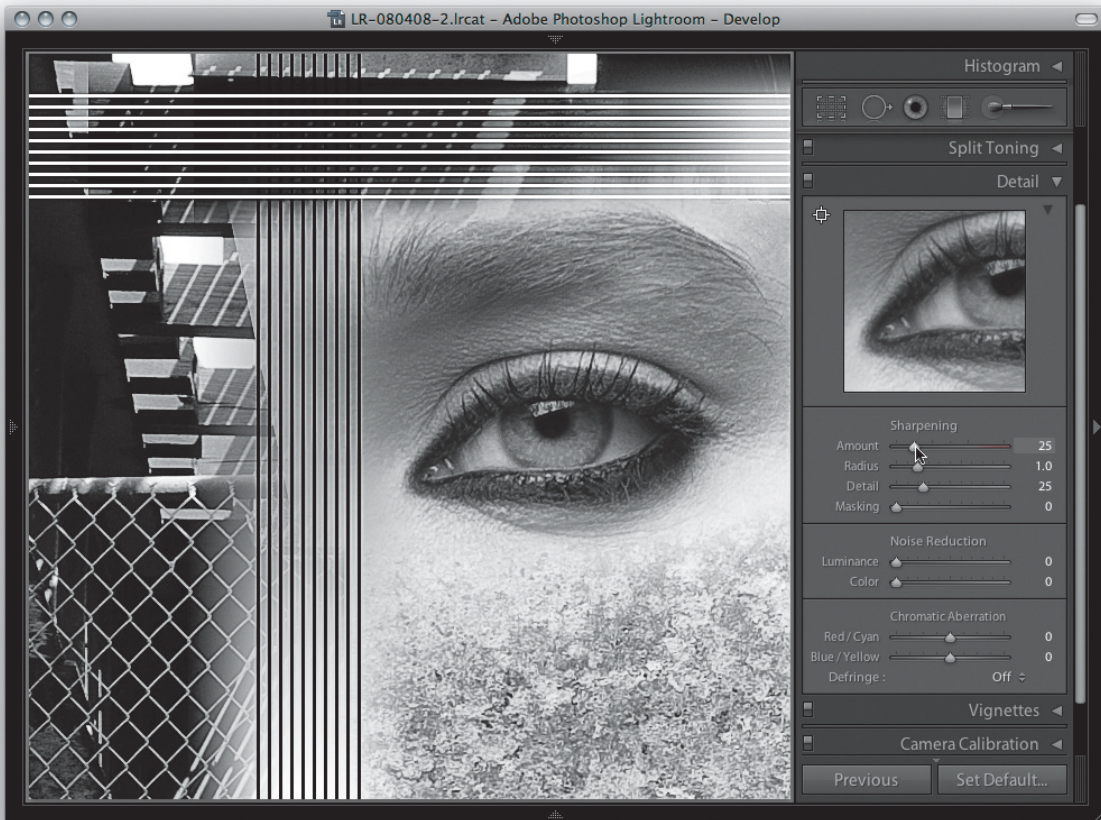 LR-080408-2.lrcat – Adobe Photoshop Lightroom – Develop
Histogram
Split Toning
Detail
Sharpening
Amount 25
Radius 1.0
Detail 25
Masking 0
Noise Reduction
Luminance 0
Color 0
Chromatic Aberration
Red / Cyan 0
Blue / Yellow 0
Defringe : Off
Vignettes
Camera Calibration
Previous Set Default...